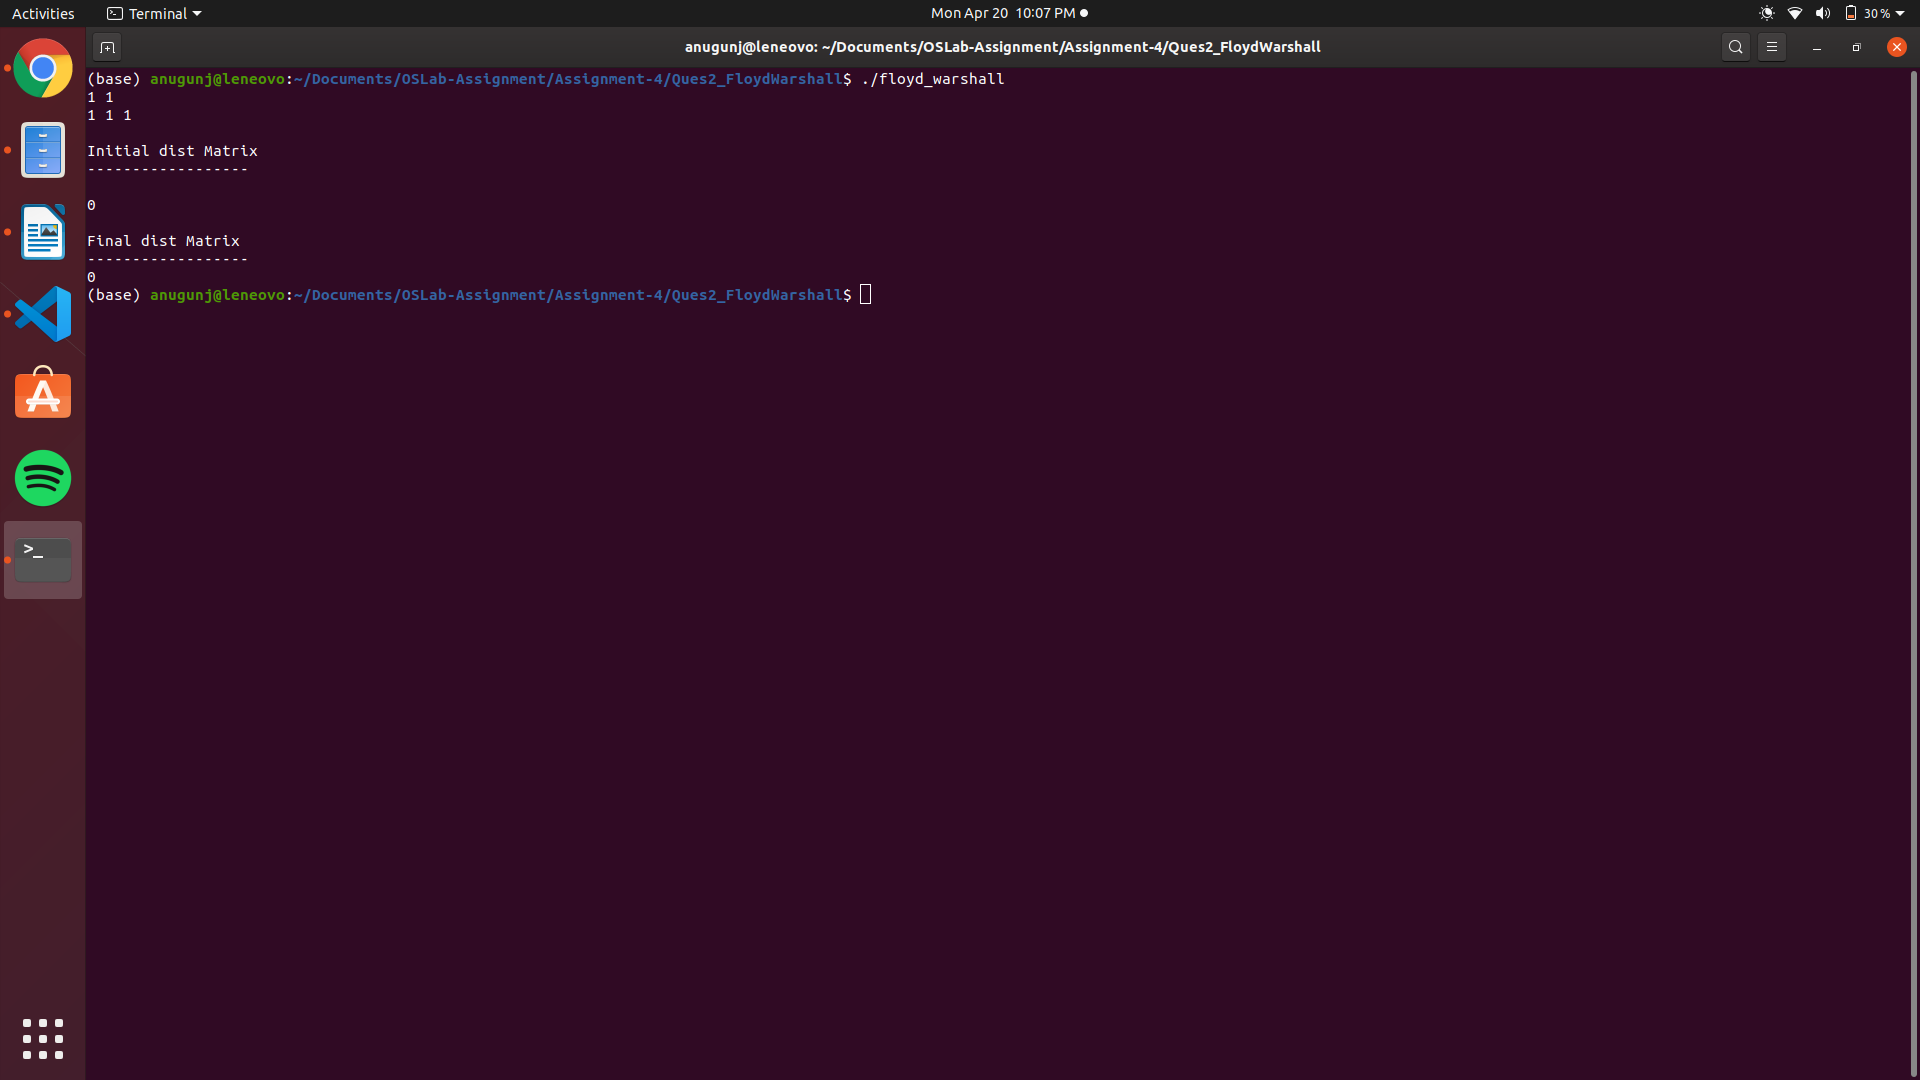 Activities Terminal Mon Apr 20 10:07 PM 30 %
anugunj@leneovo: ~/Documents/OSLab-Assignment/Assignment-4/Ques2_FloydWarshall
(base) anugunj@leneovo:~/Documents/OSLab-Assignment/Assignment-4/Ques2_FloydWarshall$ ./floyd_warshall
1 1
1 1 1
Initial dist Matrix
------------------
0
Final dist Matrix
------------------
0
(base) anugunj@leneovo:~/Documents/OSLab-Assignment/Assignment-4/Ques2_FloydWarshall$